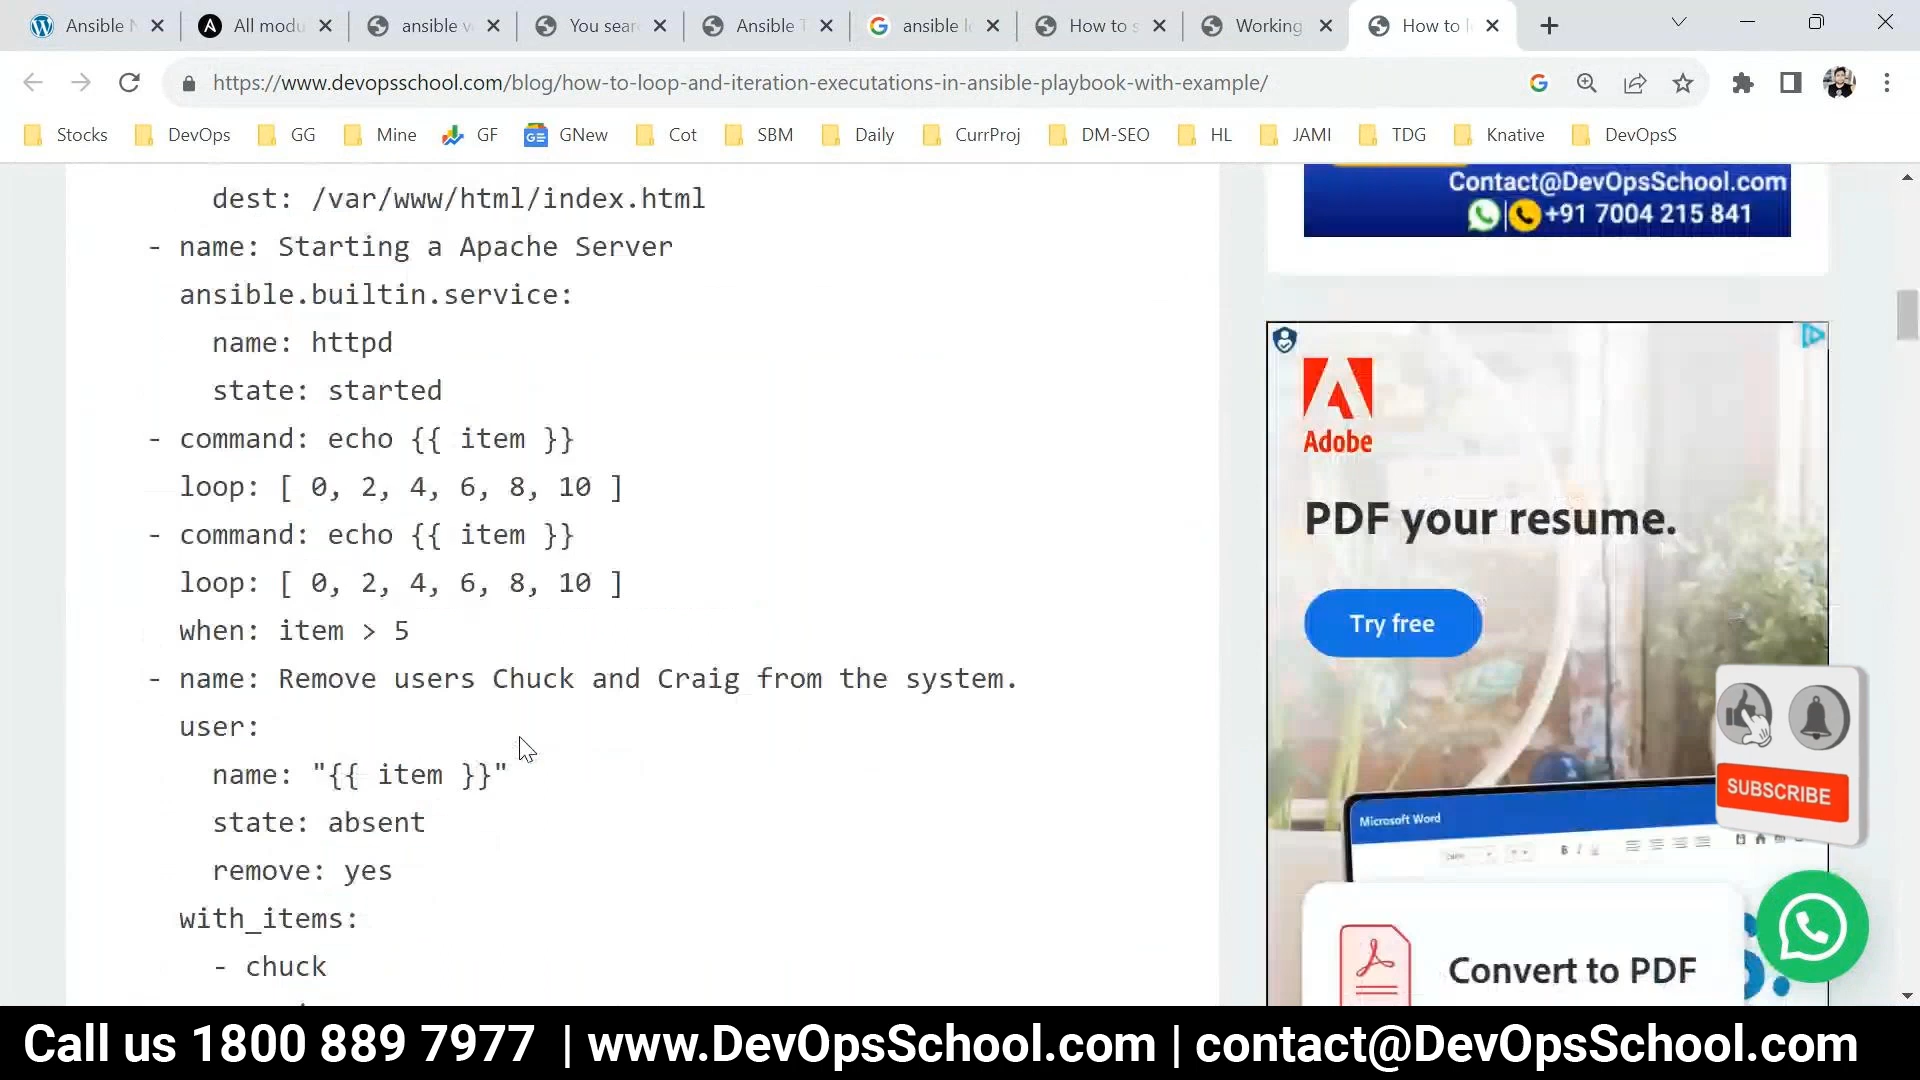 Ansible
All modu
ansible v
You sear
Ansible T
ansible l
How to s
Working
How to l
https://www.devopsschool.com/blog/how-to-loop-and-iteration-executations-in-ansible-playbook-with-example/
Stocks
DevOps
GG
Mine
GF
GNew
Cot
SBM
Daily
CurrProj
DM-SEO
HL
JAMI
TDG
Knative
DevOpsS
dest: /var/www/html/index.html
- name: Starting a Apache Server
ansible.builtin.service:
name: httpd
state: started
- command: echo {{ item }}
loop: [ 0, 2, 4, 6, 8, 10 ]
- command: echo {{ item }}
loop: [ 0, 2, 4, 6, 8, 10 ]
when: item > 5
- name: Remove users Chuck and Craig from the system.
user:
name: "{{ item }}"
state: absent
remove: yes
with_items:
- chuck
Contact@DevOpsSchool.com
+91 7004 215 841
Adobe
PDF your resume.
Try free
Microsoft Word
SUBSCRIBE
Convert to PDF
Call us 1800 889 7977 | www.DevOpsSchool.com | contact@DevOpsSchool.com